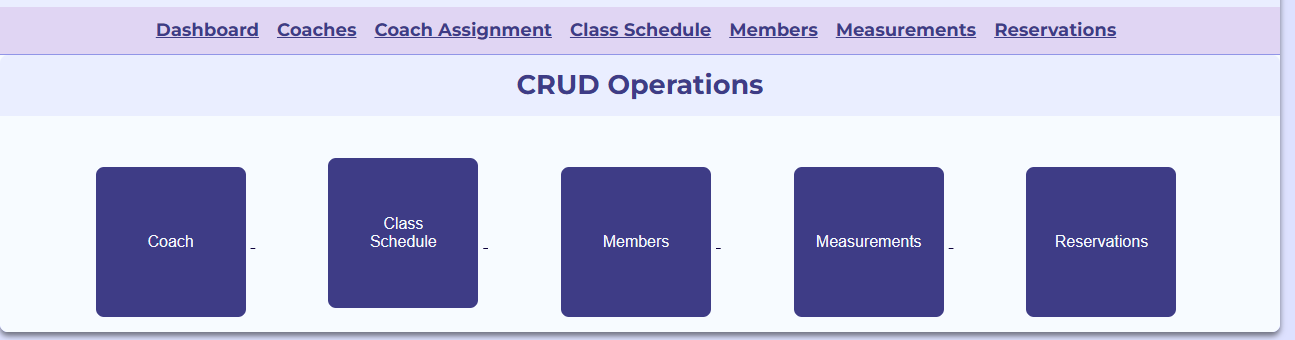 Dashboard Coaches Coach Assignment Class Schedule Members Measurements Reservations
CRUD Operations
Coach
Class
Schedule
Members
Measurements
Reservations